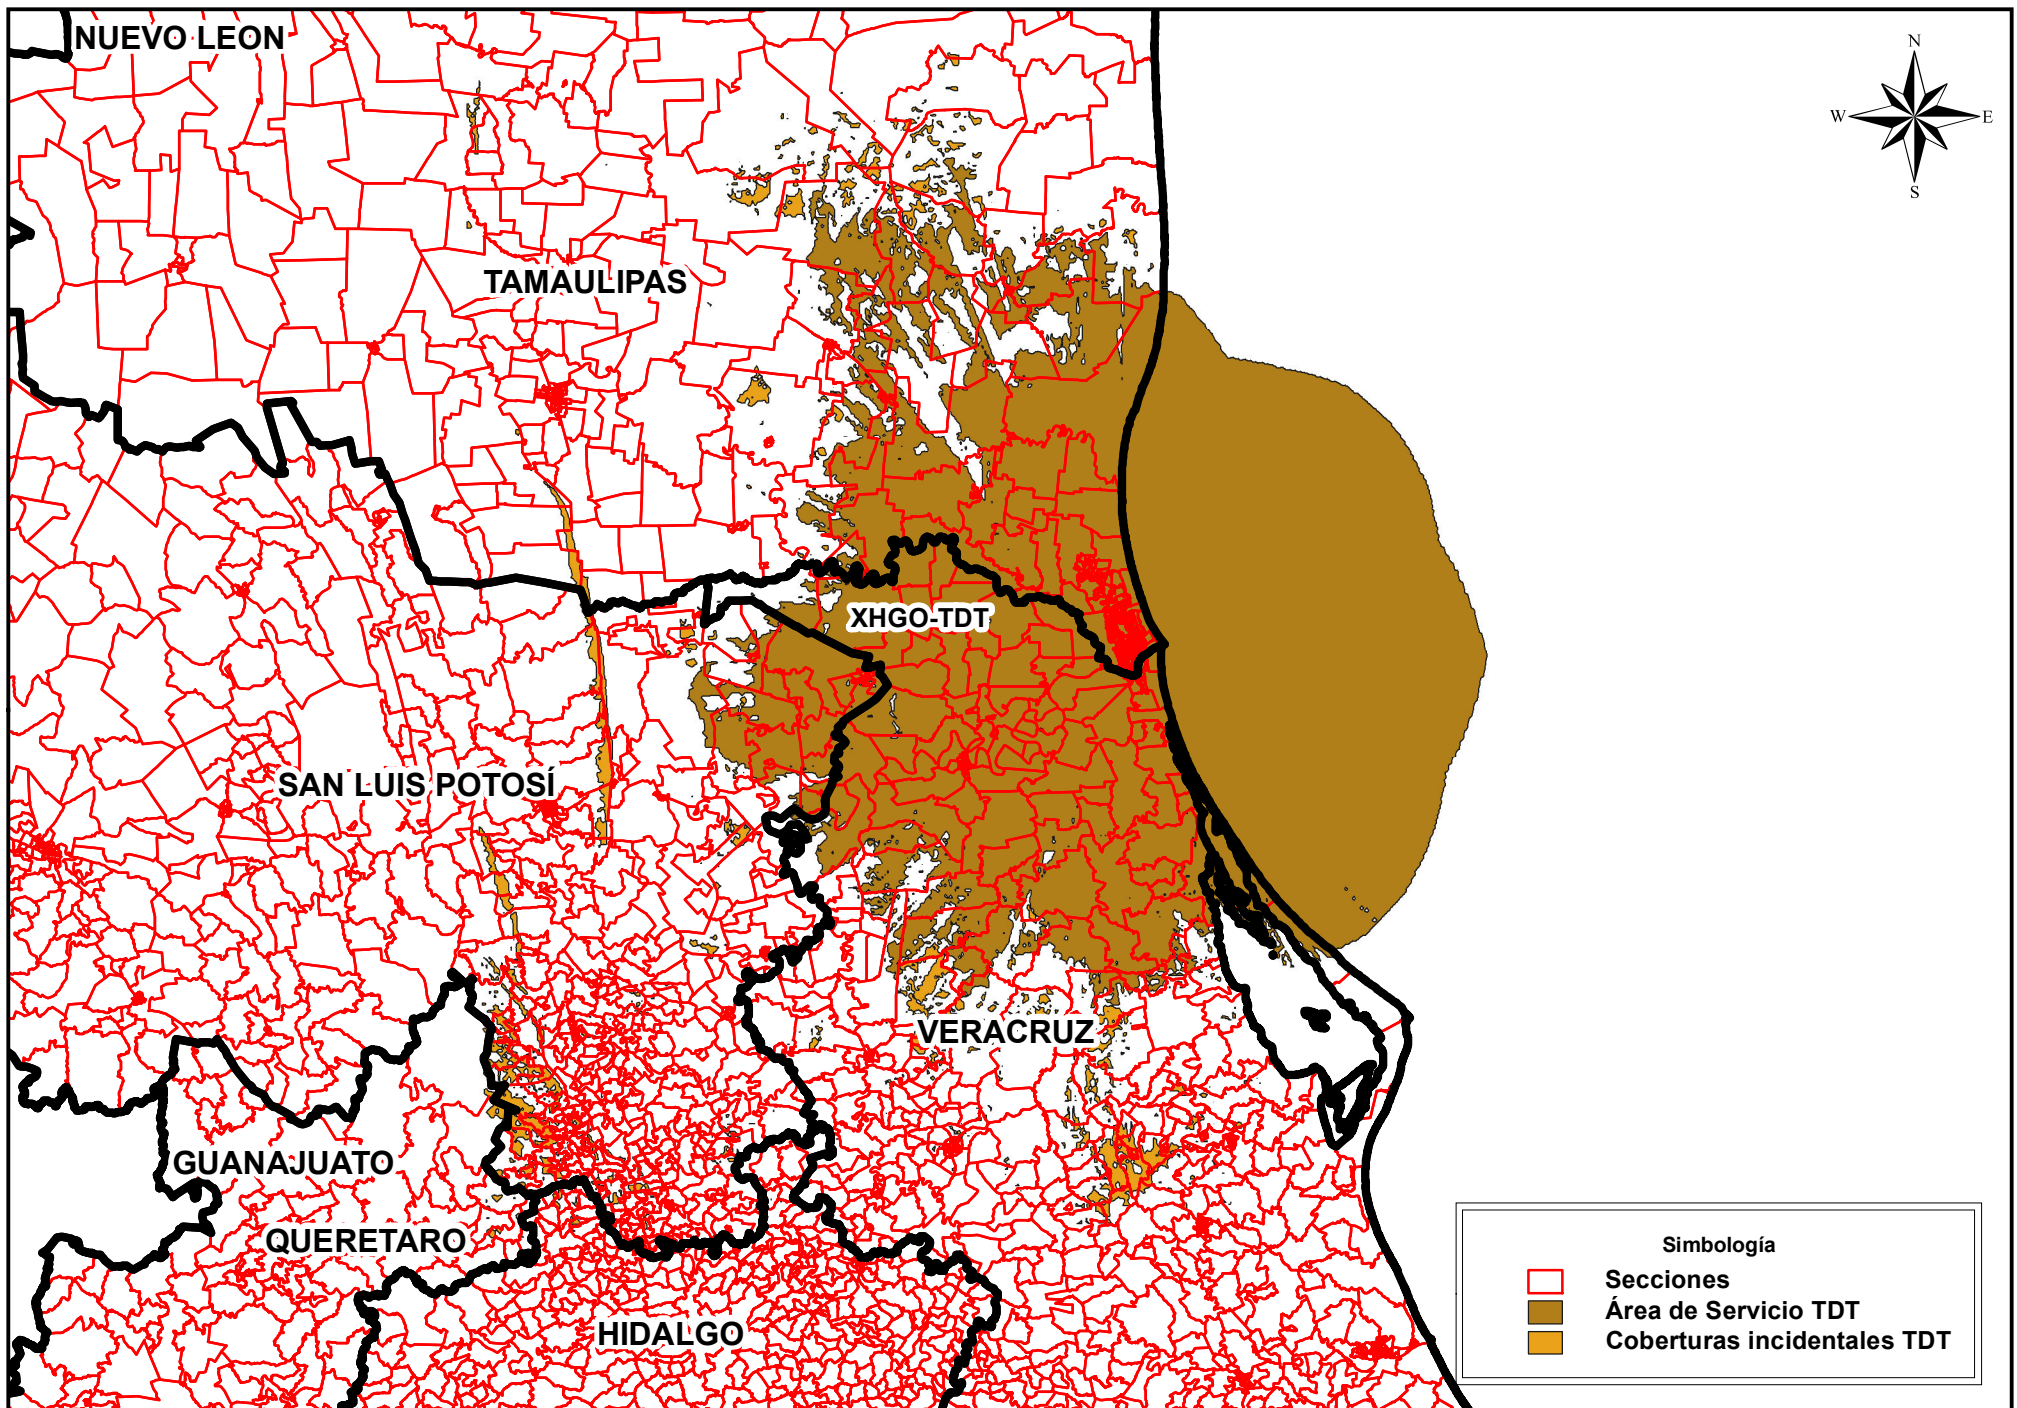 NUEVO LEON
N
W
E
S
TAMAULIPAS
XHGO-TDT
SAN LUIS POTOSÍ
VERACRUZ
GUANAJUATO
QUERETARO
HIDALGO
Simbología
Secciones
Área de Servicio TDT
Coberturas incidentales TDT